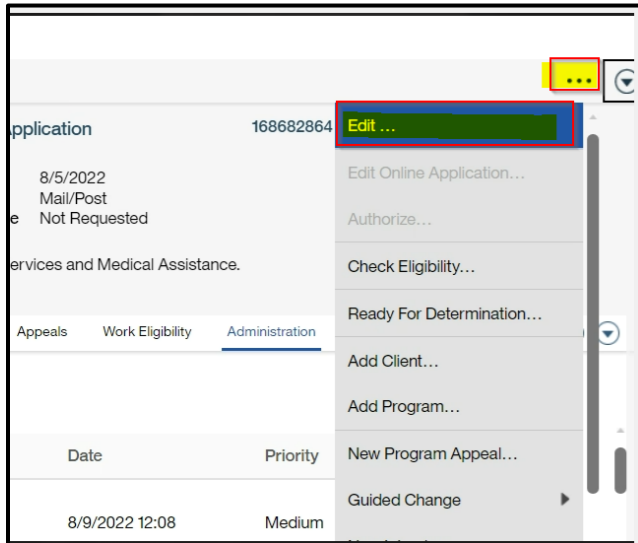 ...
pplication 168682864
Edit ...
8/5/2022
Edit Online Application...
Mail/Post
e Not Requested
Authorize...
ervices and Medical Assistance.
Check Eligibility...
Ready For Determination...
Appeals Work Eligibility Administration
Add Client...
Add Program...
Date Priority
New Program Appeal...
Guided Change
8/9/2022 12:08 Medium